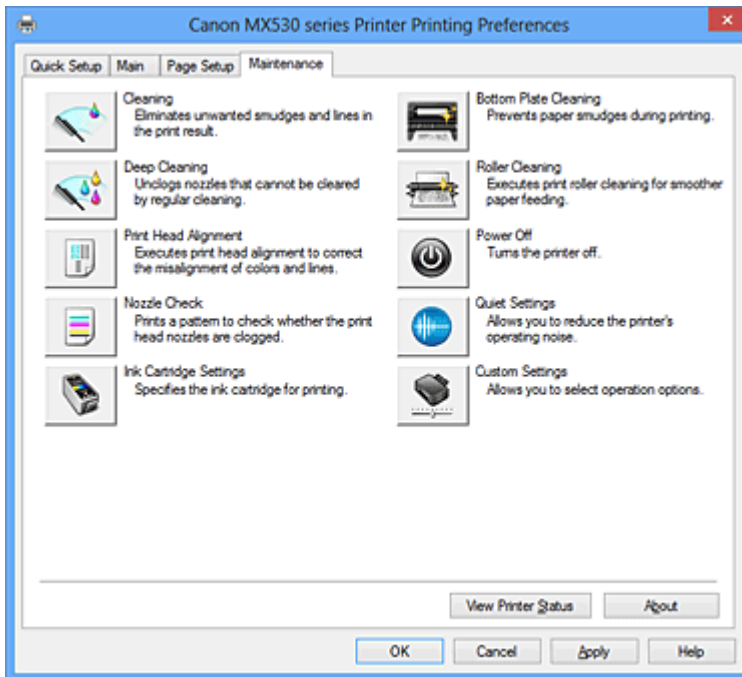 Canon MX530 series Printer Printing Preferences
Quick Setup
Main
Page Setup
Maintenance
Cleaning
Eliminates unwanted smudges and lines in
the print result.
Deep Cleaning
Unclogs nozzles that cannot be cleared
by regular cleaning.
Print Head Alignment
Executes print head alignment to correct
the misalignment of colors and lines.
Nozzle Check
Prints a pattern to check whether the print
head nozzles are clogged.
Ink Cartridge Settings
Specifies the ink cartridge for printing.
Bottom Plate Cleaning
Prevents paper smudges during printing.
Roller Cleaning
Executes print roller cleaning for smoother
paper feeding.
Power Off
Turns the printer off.
Quiet Settings
Allows you to reduce the printer's
operating noise.
Custom Settings
Allows you to select operation options.
View Printer Status
About
OK
Cancel
Apply
Help